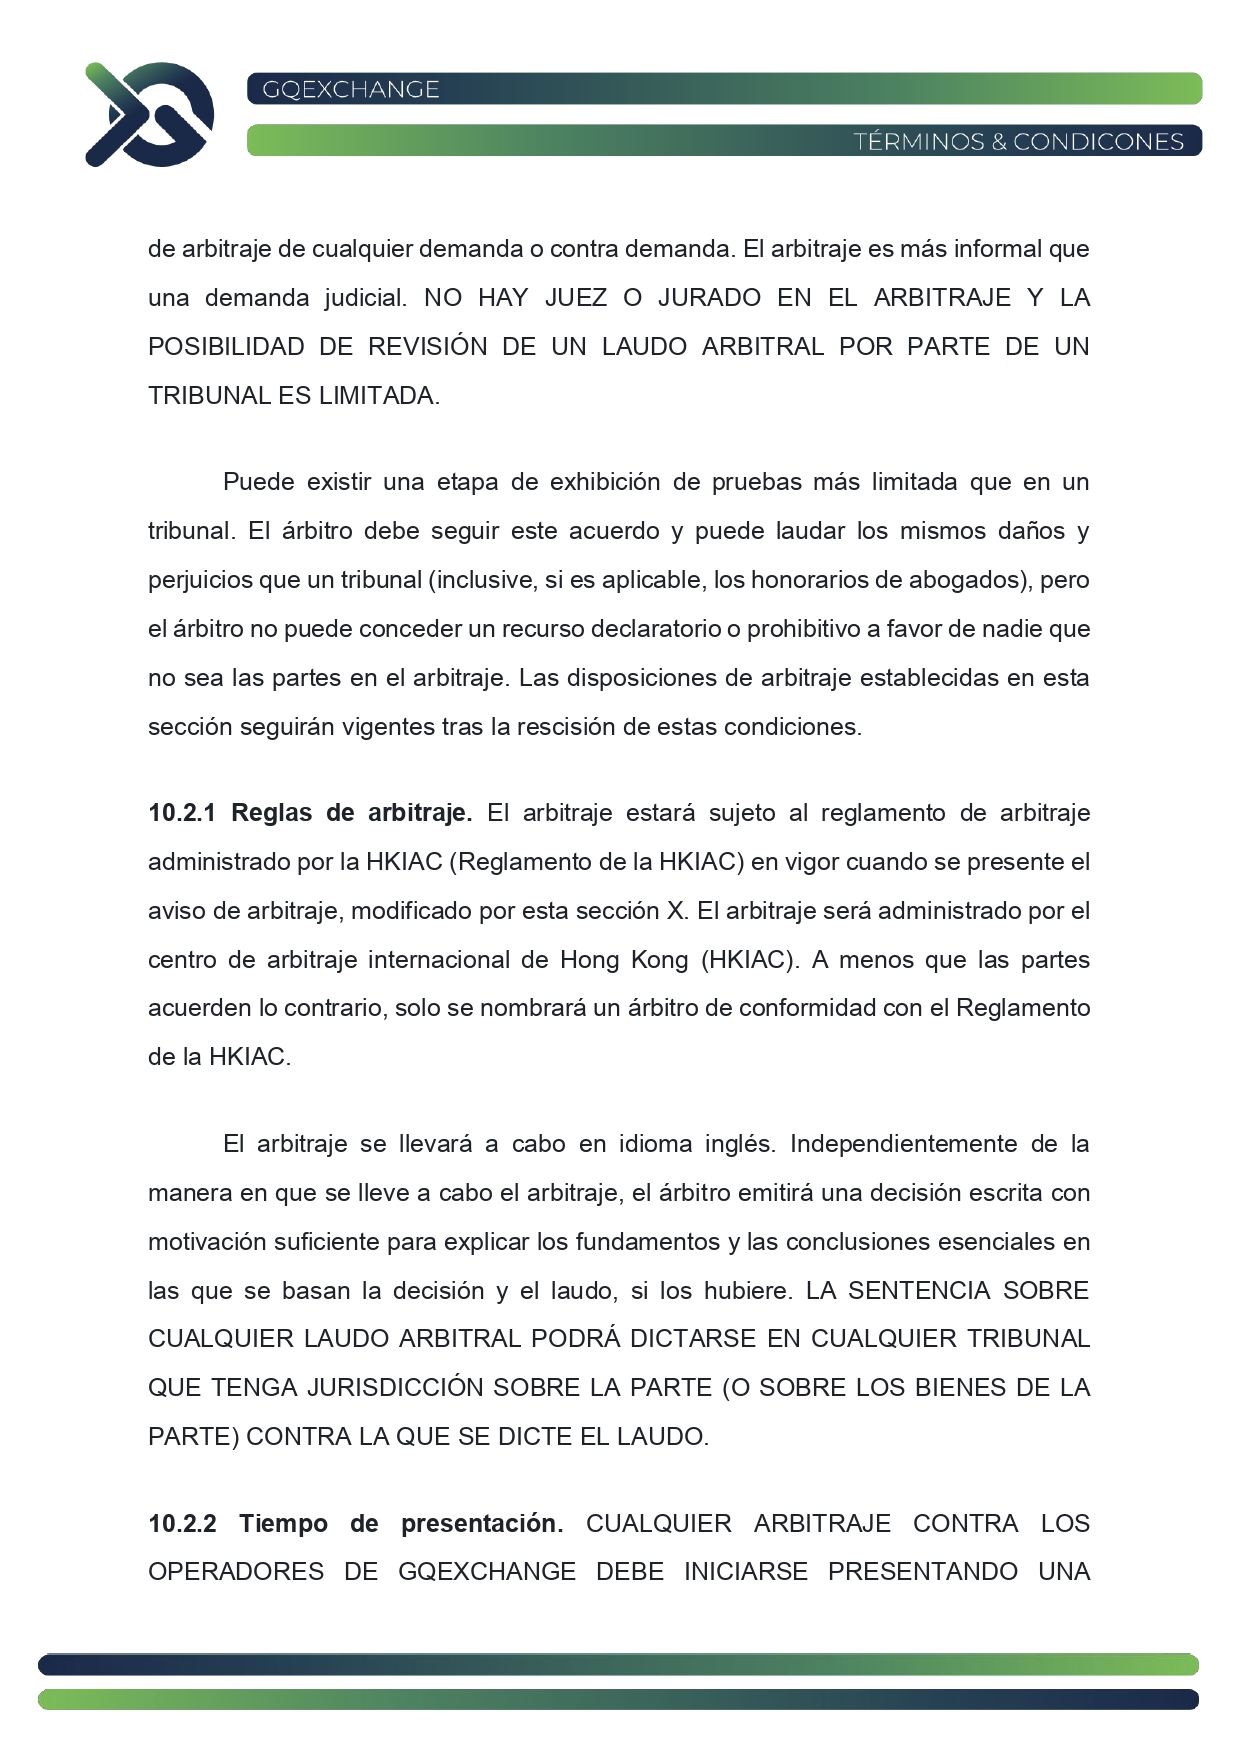 GQEXCHANGE
TÉRMINOS & CONDICONES
de arbitraje de cualquier demanda o contra demanda. El arbitraje es más informal que
una demanda judicial. NO HAY JUEZ O JURADO EN EL ARBITRAJE Y LA
POSIBILIDAD DE REVISIÓN DE UN LAUDO ARBITRAL POR PARTE DE UN
TRIBUNAL ES LIMITADA.
Puede existir una etapa de exhibición de pruebas más limitada que en un
tribunal. El árbitro debe seguir este acuerdo y puede laudar los mismos daños y
perjuicios que un tribunal (inclusive, si es aplicable, los honorarios de abogados), pero
el árbitro no puede conceder un recurso declaratorio o prohibitivo a favor de nadie que
no sea las partes en el arbitraje. Las disposiciones de arbitraje establecidas en esta
sección seguirán vigentes tras la rescisión de estas condiciones.
10.2.1 Reglas de arbitraje. El arbitraje estará sujeto al reglamento de arbitraje
administrado por la HKIAC (Reglamento de la HKIAC) en vigor cuando se presente el
aviso de arbitraje, modificado por esta sección X. El arbitraje será administrado por el
centro de arbitraje internacional de Hong Kong (HKIAC). A menos que las partes
acuerden lo contrario, solo se nombrará un árbitro de conformidad con el Reglamento
de la HKIAC.
El arbitraje se llevará a cabo en idioma inglés. Independientemente de la
manera en que se lleve a cabo el arbitraje, el árbitro emitirá una decisión escrita con
motivación suficiente para explicar los fundamentos y las conclusiones esenciales en
las que se basan la decisión y el laudo, si los hubiere. LA SENTENCIA SOBRE
CUALQUIER LAUDO ARBITRAL PODRÁ DICTARSE EN CUALQUIER TRIBUNAL
QUE TENGA JURISDICCIÓN SOBRE LA PARTE (O SOBRE LOS BIENES DE LA
PARTE) CONTRA LA QUE SE DICTE EL LAUDO.
10.2.2 Tiempo de presentación. CUALQUIER ARBITRAJE CONTRA LOS
OPERADORES DE GQEXCHANGE DEBE INICIARSE PRESENTANDO UNA